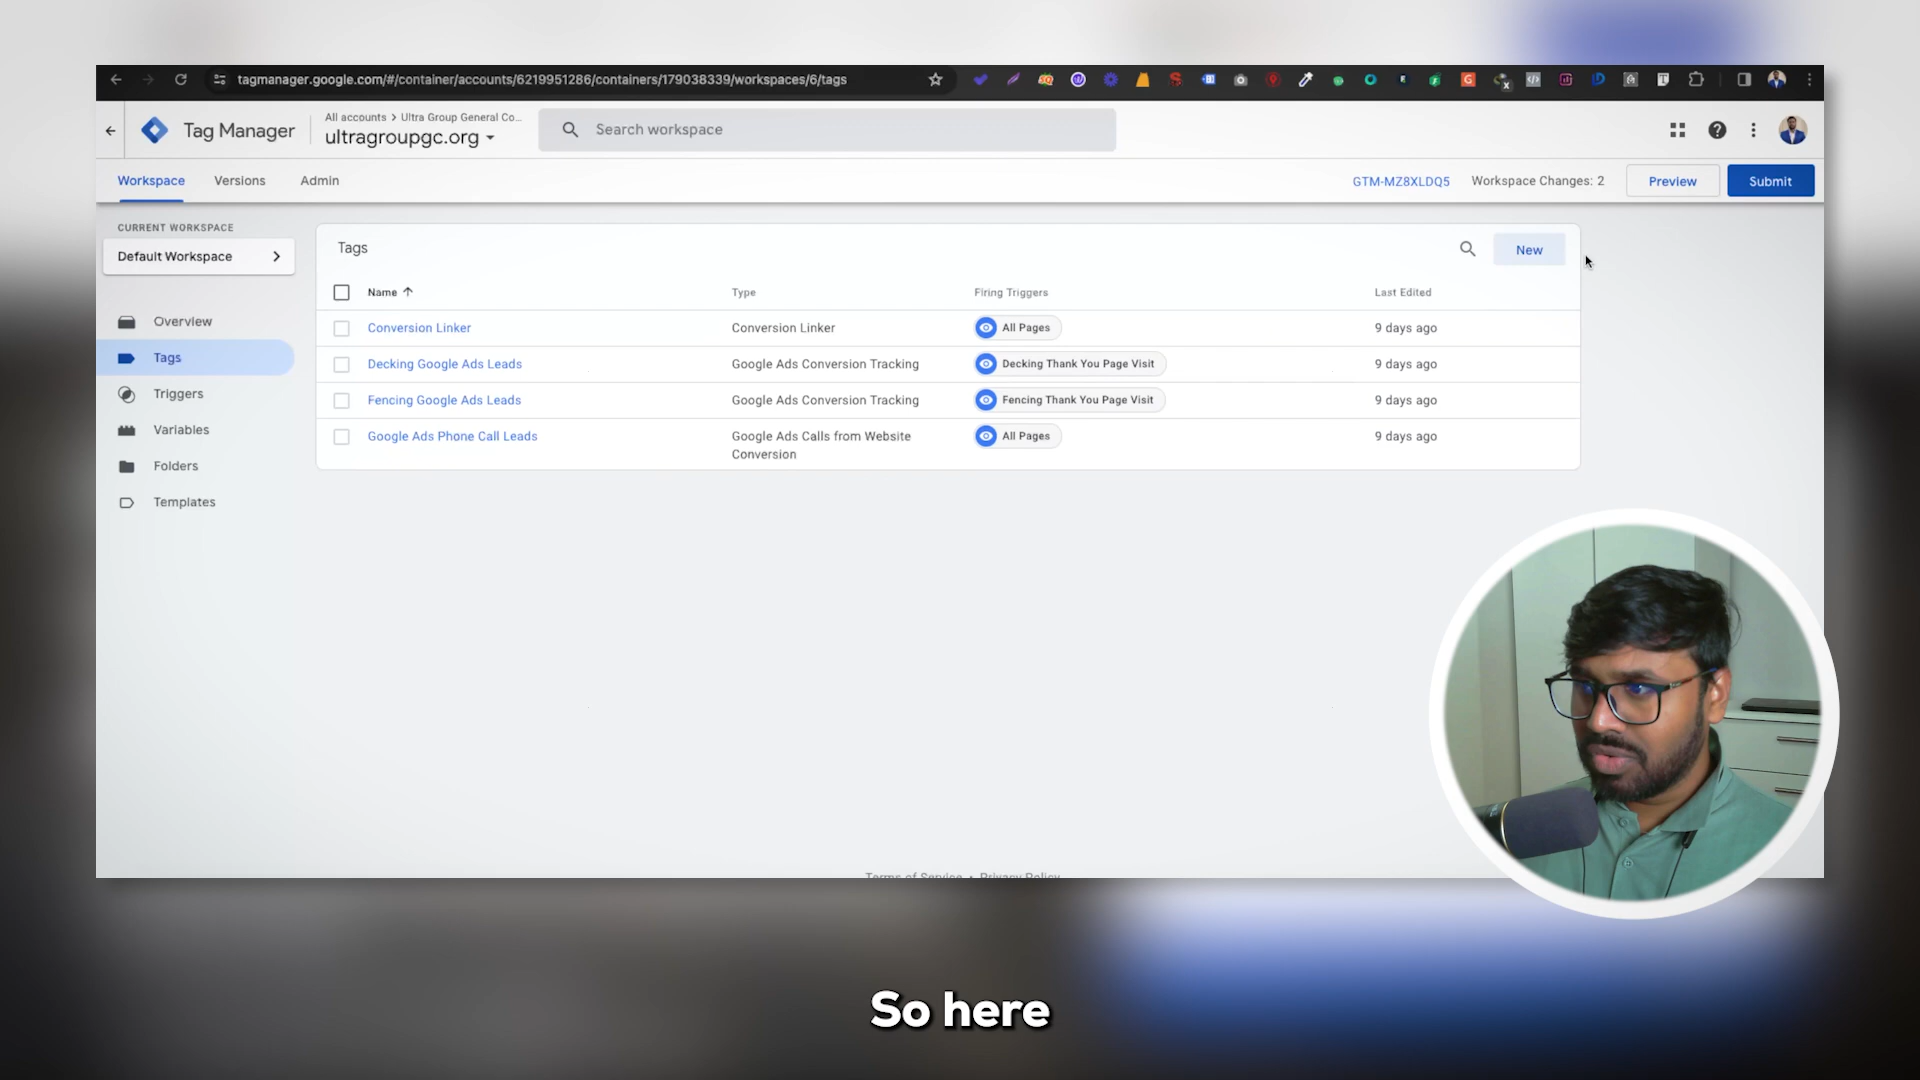 tagmanager.google.com/#/container/accounts/6219951286/containers/179038339/workspaces/6/tags
Tag Manager
All accounts > Ultra Group General Co...
ultragroupgc.org
Search workspace
Workspace
Versions
Admin
GTM-MZ8XLDQ5
Workspace Changes: 2
Preview
Submit
CURRENT WORKSPACE
Default Workspace
Overview
Tags
Triggers
Variables
Folders
Templates
Tags
New
Name Type Firing Triggers Last Edited
Conversion Linker Conversion Linker All Pages 9 days ago
Decking Google Ads Leads Google Ads Conversion Tracking Decking Thank You Page Visit 9 days ago
Fencing Google Ads Leads Google Ads Conversion Tracking Fencing Thank You Page Visit 9 days ago
Google Ads Phone Call Leads Google Ads Calls from Website All Pages 9 days ago
Conversion
Terms of Service • Privacy Policy
So here